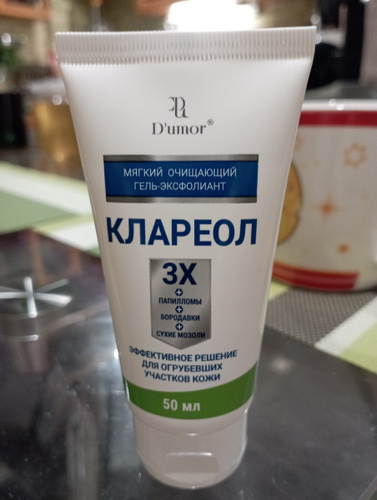 D'umor®
МЯГКИЙ ОЧИЩАЮЩИЙ
ГЕЛЬ-ЭКСФОЛИАНТ
КЛАРЕОЛ
3X
+
ПАПИЛЛОМЫ
+
БОРОДАВКИ
+
СУХИЕ МОЗОЛИ
ЭФФЕКТИВНОЕ РЕШЕНИЕ
ДЛЯ ОГРУБЕВШИХ
УЧАСТКОВ КОЖИ
50 мл